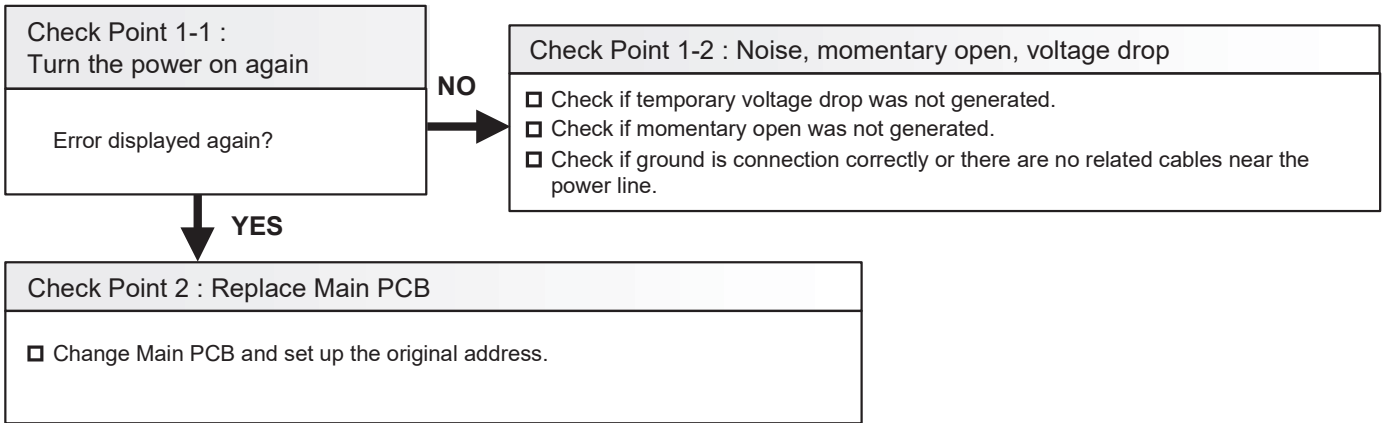 Check Point 1-1 :
Turn the power on again
Error displayed again?
NO
Check Point 1-2 : Noise, momentary open, voltage drop
Check if temporary voltage drop was not generated.
Check if momentary open was not generated.
Check if ground is connection correctly or there are no related cables near the
power line.
YES
Check Point 2 : Replace Main PCB
Change Main PCB and set up the original address.